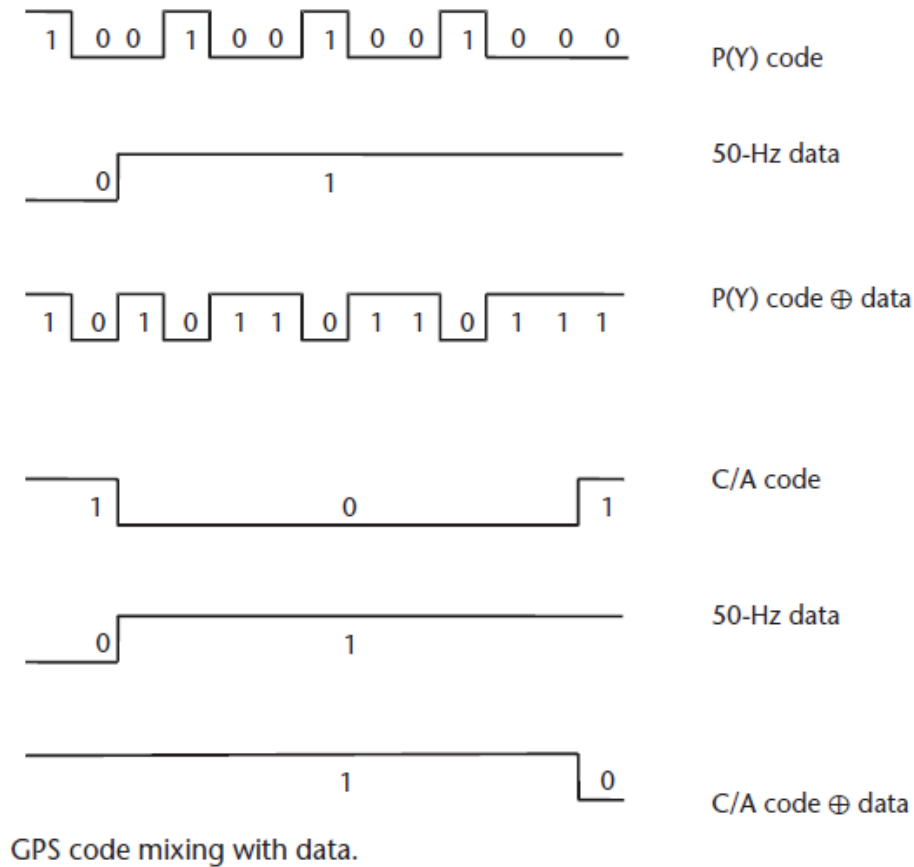 1 0 0 1 0 0 1 0 0 1 0 0 0
P(Y) code
50-Hz data
0 1
P(Y) code ⊕ data
1 0 1 0 1 1 0 1 1 0 1 1 1
C/A code
1 0 1
50-Hz data
0 1
1 0
C/A code ⊕ data
GPS code mixing with data.